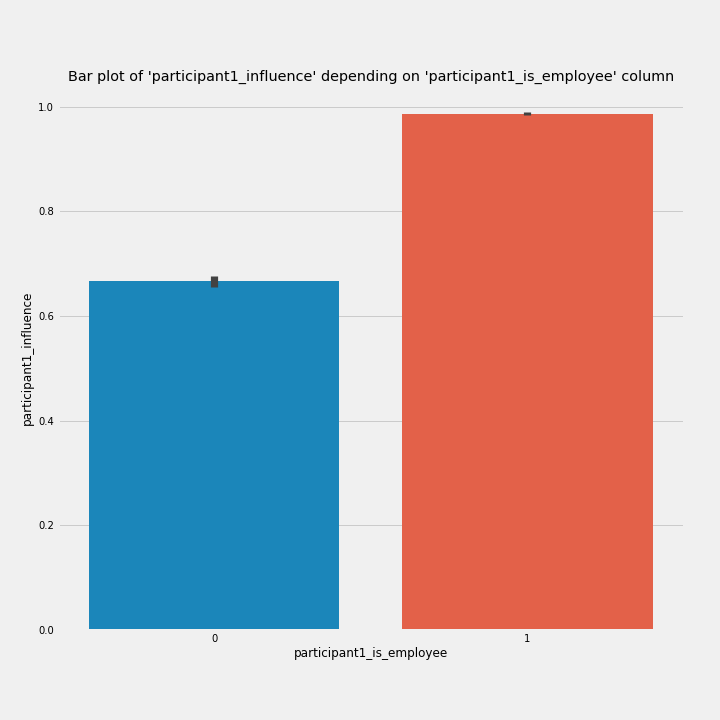 Bar plot of 'participant1_influence' depending on 'participant1_is_employee' column
1.0
0.8
0.6
0.4
0.2
0.0
participant1_influence
0
1
participant1_is_employee